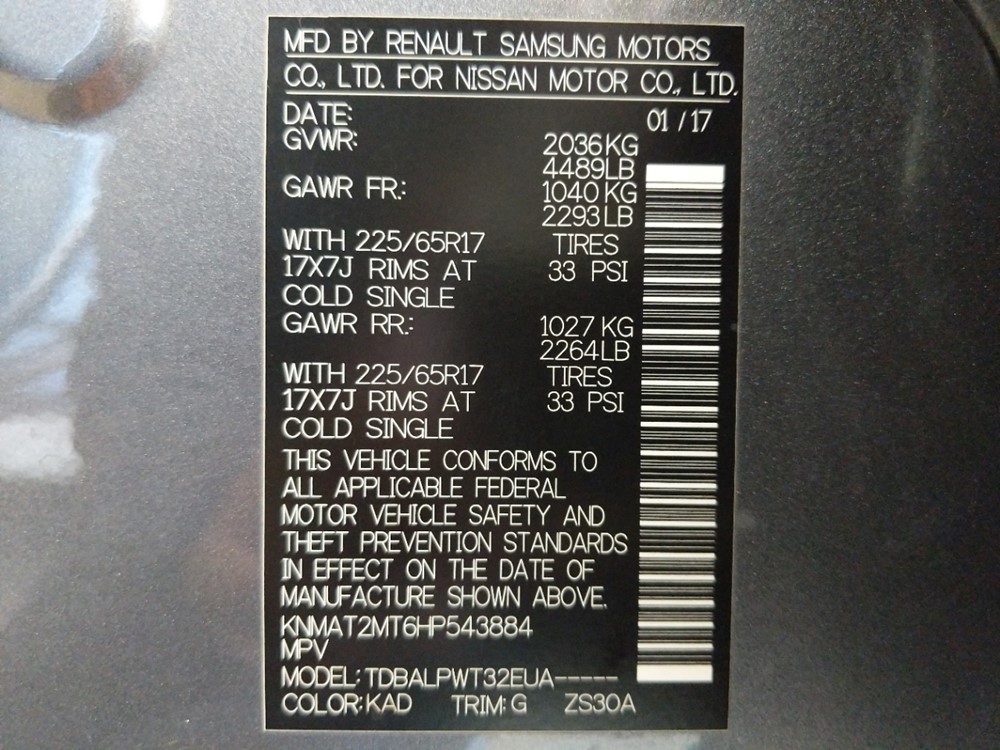 MFD BY RENAULT SAMSUNG MOTORS
CO., LTD. FOR NISSAN MOTOR CO., LTD.
DATE: 01 / 17
GVWR: 2036 KG
4489 LB
GAWR FR.: 1040 KG
2293 LB
WITH 225/65R17 TIRES
17X7J RIMS AT 33 PSI
COLD SINGLE
GAWR RR.: 1027 KG
2264 LB
WITH 225/65R17 TIRES
17X7J RIMS AT 33 PSI
COLD SINGLE
THIS VEHICLE CONFORMS TO
ALL APPLICABLE FEDERAL
MOTOR VEHICLE SAFETY AND
THEFT PREVENTION STANDARDS
IN EFFECT ON THE DATE OF
MANUFACTURE SHOWN ABOVE.
KNMAT2MT6HP543884
MPV
MODEL: TDBALPWT32EUA-----
COLOR: KAD TRIM: G ZS30A